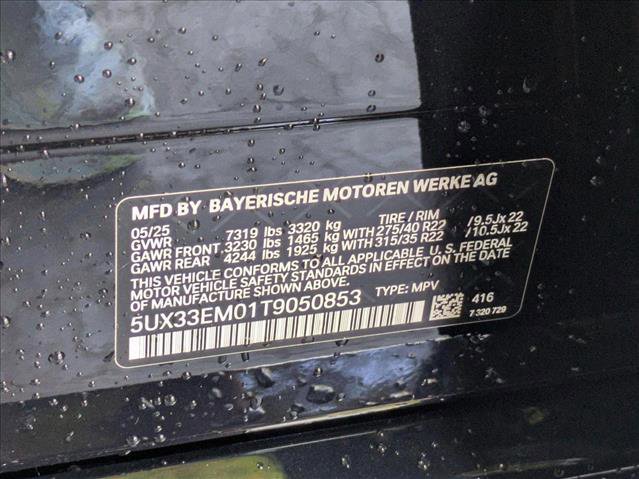 MFD BY BAYERISCHE MOTOREN WERKE AG
05/25 TIRE / RIM
GVWR 7319 lbs 3320 kg
GAWR FRONT 3230 lbs 1465 kg WITH 275/40 R22 /9.5Jx22
GAWR REAR 4244 lbs 1925 kg WITH 315/35 R22 /10.5Jx22
THIS VEHICLE CONFORMS TO ALL APPLICABLE U.S. FEDERAL
MOTOR VEHICLE SAFETY STANDARDS IN EFFECT ON THE DATE
OF MANUFACTURE SHOWN ABOVE.
5UX33EM01T9050853 TYPE: MPV
416
7 320 729